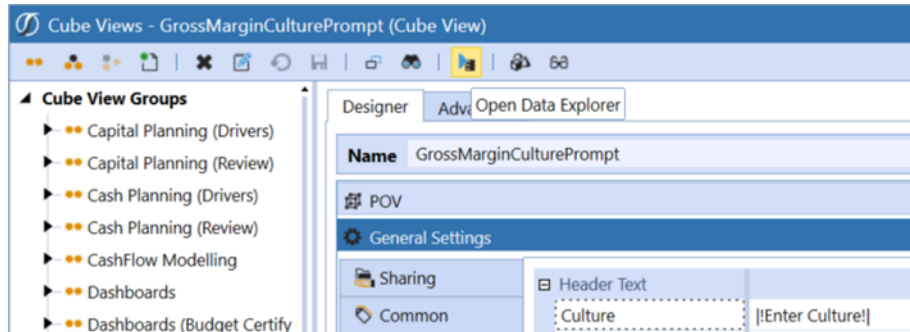 Cube Views - GrossMarginCulturePrompt (Cube View)
Cube View Groups
Capital Planning (Drivers)
Capital Planning (Review)
Cash Planning (Drivers)
Cash Planning (Review)
CashFlow Modelling
Dashboards
Dashboards (Budget Certify
Designer Adva Open Data Explorer
Name GrossMarginCulturePrompt
POV
General Settings
Sharing
Common
Header Text
Culture |!Enter Culture!|